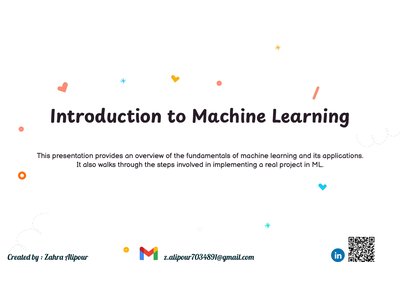 Introduction to Machine Learning
This presentation provides an overview of the fundamentals of machine learning and its applications.
It also walks through the steps involved in implementing a real project in ML.
Created by : Zahra Alipour
z.alipour7034891@gmail.com
in